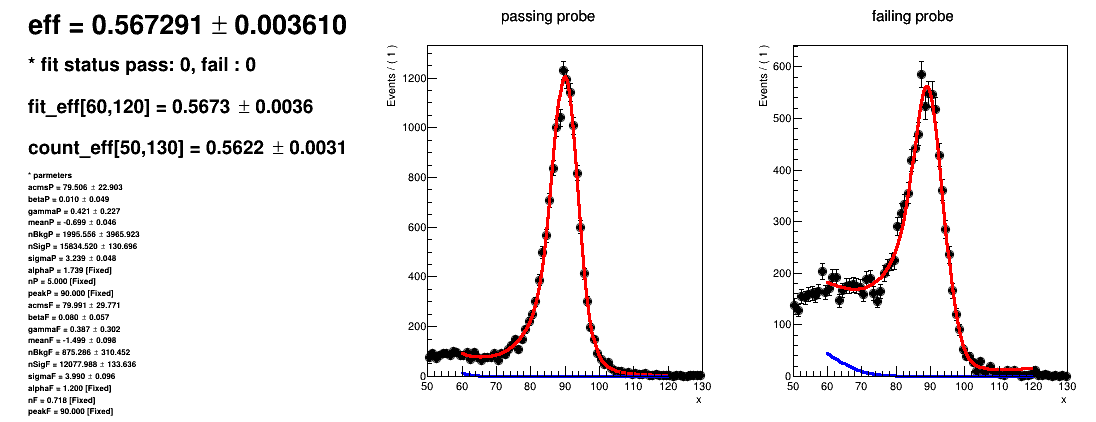 eff = 0.567291 ± 0.003610
* fit status pass: 0, fail : 0
fit_eff[60,120] = 0.5673 ± 0.0036
count_eff[50,130] = 0.5622 ± 0.0031
* parmeters
acmsP = 79.506 ± 22.903
betaP = 0.010 ± 0.049
gammaP = 0.421 ± 0.227
meanP = -0.699 ± 0.046
nBkgP = 1995.556 ± 3965.923
nSigP = 15834.520 ± 130.696
sigmaP = 3.239 ± 0.048
alphaP = 1.739 [Fixed]
nP = 5.000 [Fixed]
peakP = 90.000 [Fixed]
acmsF = 79.991 ± 29.771
betaF = 0.080 ± 0.057
gammaF = 0.387 ± 0.302
meanF = -1.499 ± 0.098
nBkgF = 875.286 ± 310.452
nSigF = 12077.988 ± 133.636
sigmaF = 3.990 ± 0.096
alphaF = 1.200 [Fixed]
nF = 0.718 [Fixed]
peakF = 90.000 [Fixed]
passing probe
Events / ( 1 )
1200
1000
800
600
400
200
0
50 60 70 80 90 100 110 120 130
x
failing probe
Events / ( 1 )
600
500
400
300
200
100
0
50 60 70 80 90 100 110 120 130
x